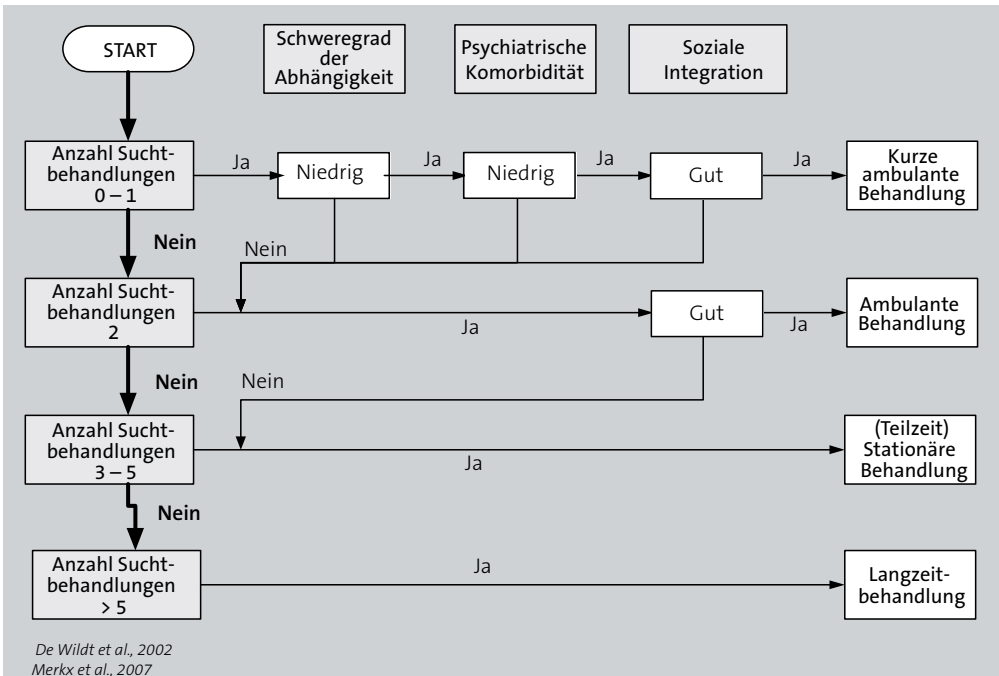 START
Schweregrad
der
Abhängigkeit
Psychiatrische
Komorbidität
Soziale
Integration
Anzahl Sucht-
behandlungen
0 – 1
Ja
Niedrig
Ja
Niedrig
Ja
Gut
Ja
Kurze
ambulante
Behandlung
Nein
Nein
Anzahl Sucht-
behandlungen
2
Ja
Gut
Ja
Ambulante
Behandlung
Nein
Nein
Anzahl Sucht-
behandlungen
3 – 5
Ja
(Teilzeit)
Stationäre
Behandlung
Nein
Anzahl Sucht-
behandlungen
> 5
Ja
Langzeit-
behandlung
De Wildt et al., 2002
Merkx et al., 2007